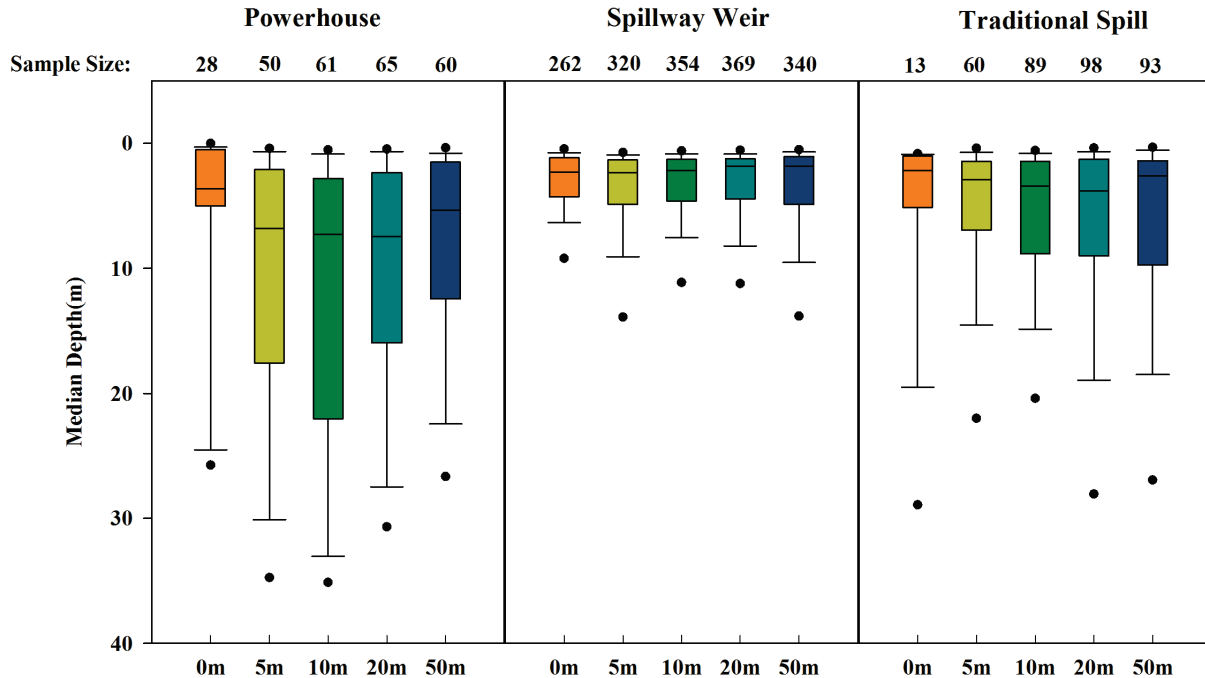 Powerhouse Spillway Weir Traditional Spill
Sample Size: 28 50 61 65 60 262 320 354 369 340 13 60 89 98 93
0
10
20
30
40
Median Depth(m)
0m 5m 10m 20m 50m 0m 5m 10m 20m 50m 0m 5m 10m 20m 50m